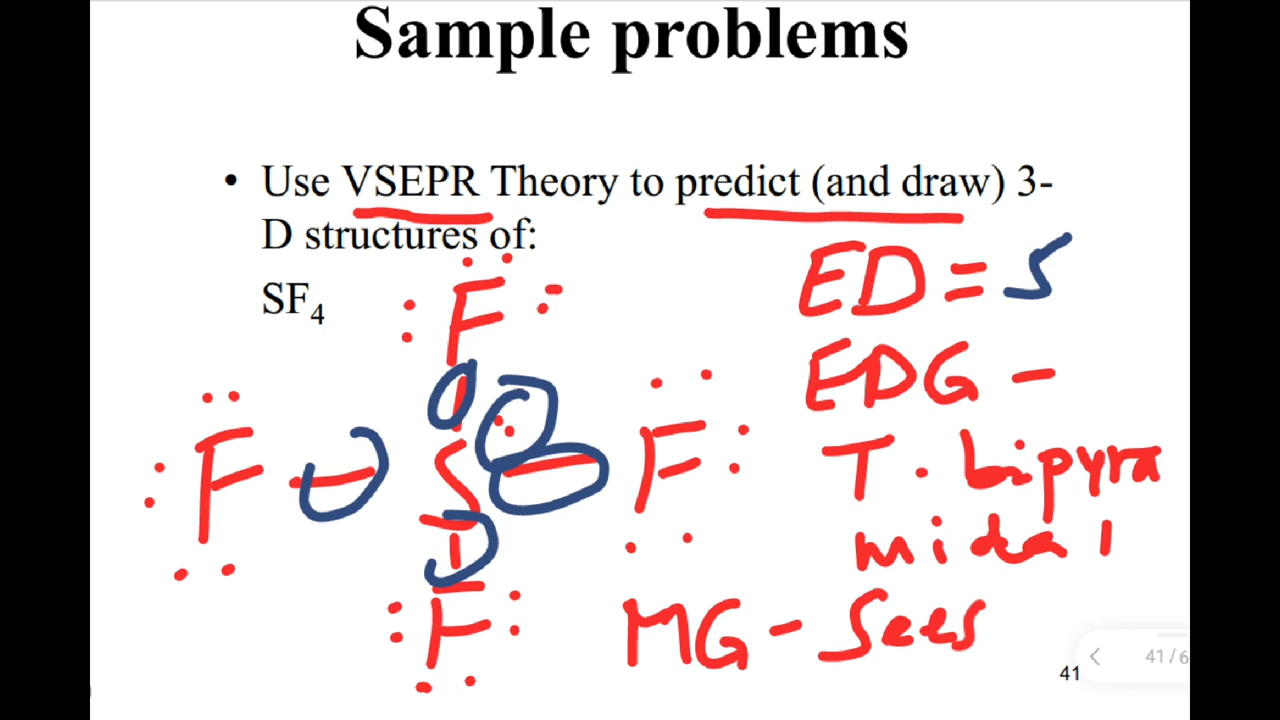 Sample problems
• Use VSEPR Theory to predict (and draw) 3-
D structures of:
SF4
F
F S F
F
ED = 5
EDG -
T. bipyra
midal
MG - Sees
41
41/6